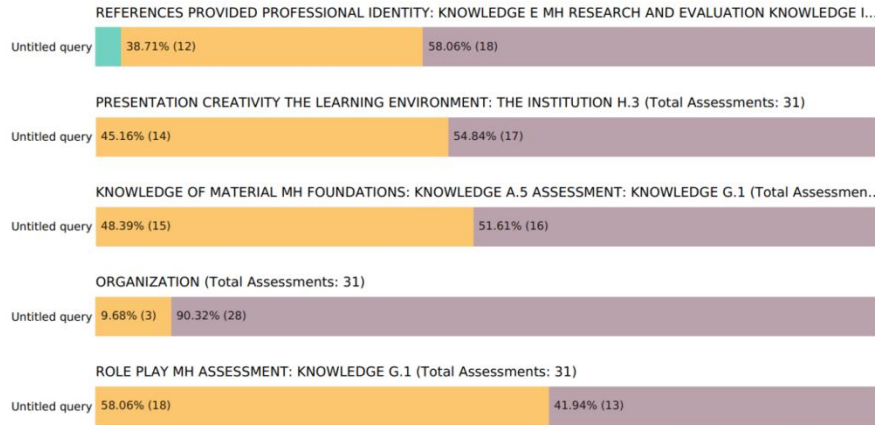 REFERENCES PROVIDED PROFESSIONAL IDENTITY: KNOWLEDGE E MH RESEARCH AND EVALUATION KNOWLEDGE I...
Untitled query 38.71% (12) 58.06% (18)
PRESENTATION CREATIVITY THE LEARNING ENVIRONMENT: THE INSTITUTION H.3 (Total Assessments: 31)
Untitled query 45.16% (14) 54.84% (17)
KNOWLEDGE OF MATERIAL MH FOUNDATIONS: KNOWLEDGE A.5 ASSESSMENT: KNOWLEDGE G.1 (Total Assessmen...
Untitled query 48.39% (15) 51.61% (16)
ORGANIZATION (Total Assessments: 31)
Untitled query 9.68% (3) 90.32% (28)
ROLE PLAY MH ASSESSMENT: KNOWLEDGE G.1 (Total Assessments: 31)
Untitled query 58.06% (18) 41.94% (13)